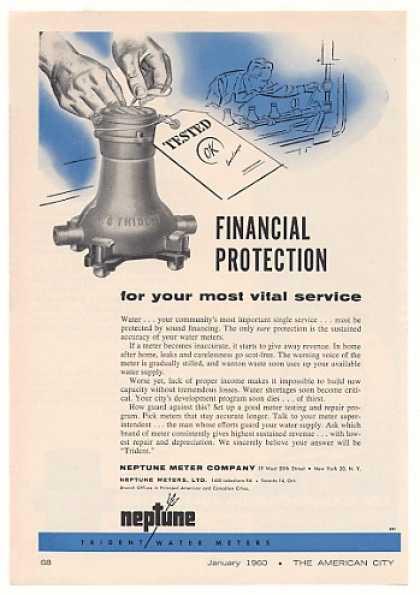 TESTED
OK
TRIDENT
FINANCIAL
PROTECTION
for your most vital service
Water . . . your community's most important single service . . . must be
protected by sound financing. The only sure protection is the sustained
accuracy of your water meters.
If a meter becomes inaccurate, it starts to give away revenue. In home
after home, leaks and carelessness go scot-free. The warning voice of the
meter is gradually stilled, and wanton waste soon uses up your available
water supply.
Worse yet, lack of proper income makes it impossible to build new
capacity without tremendous losses. Water shortages soon become criti-
cal. Your city's development program soon dies . . . of thirst.
How guard against this? Set up a good meter testing and repair pro-
gram. Pick meters that stay accurate longer. Talk to your meter super-
intendent . . . the man whose efforts guard your water supply. Ask which
brand of meter consistently gives highest sustained revenue . . . with low-
est repair and depreciation. We sincerely believe your answer will be
"Trident."
NEPTUNE METER COMPANY 19 West 50th Street • New York 20, N. Y.
NEPTUNE METERS, LTD. 1430 Lakeshore Rd. • Toronto 14, Ont.
Branch Offices in Principal American and Canadian Cities.
neptune
TRIDENT WATER METERS
68 January 1960 • THE AMERICAN CITY